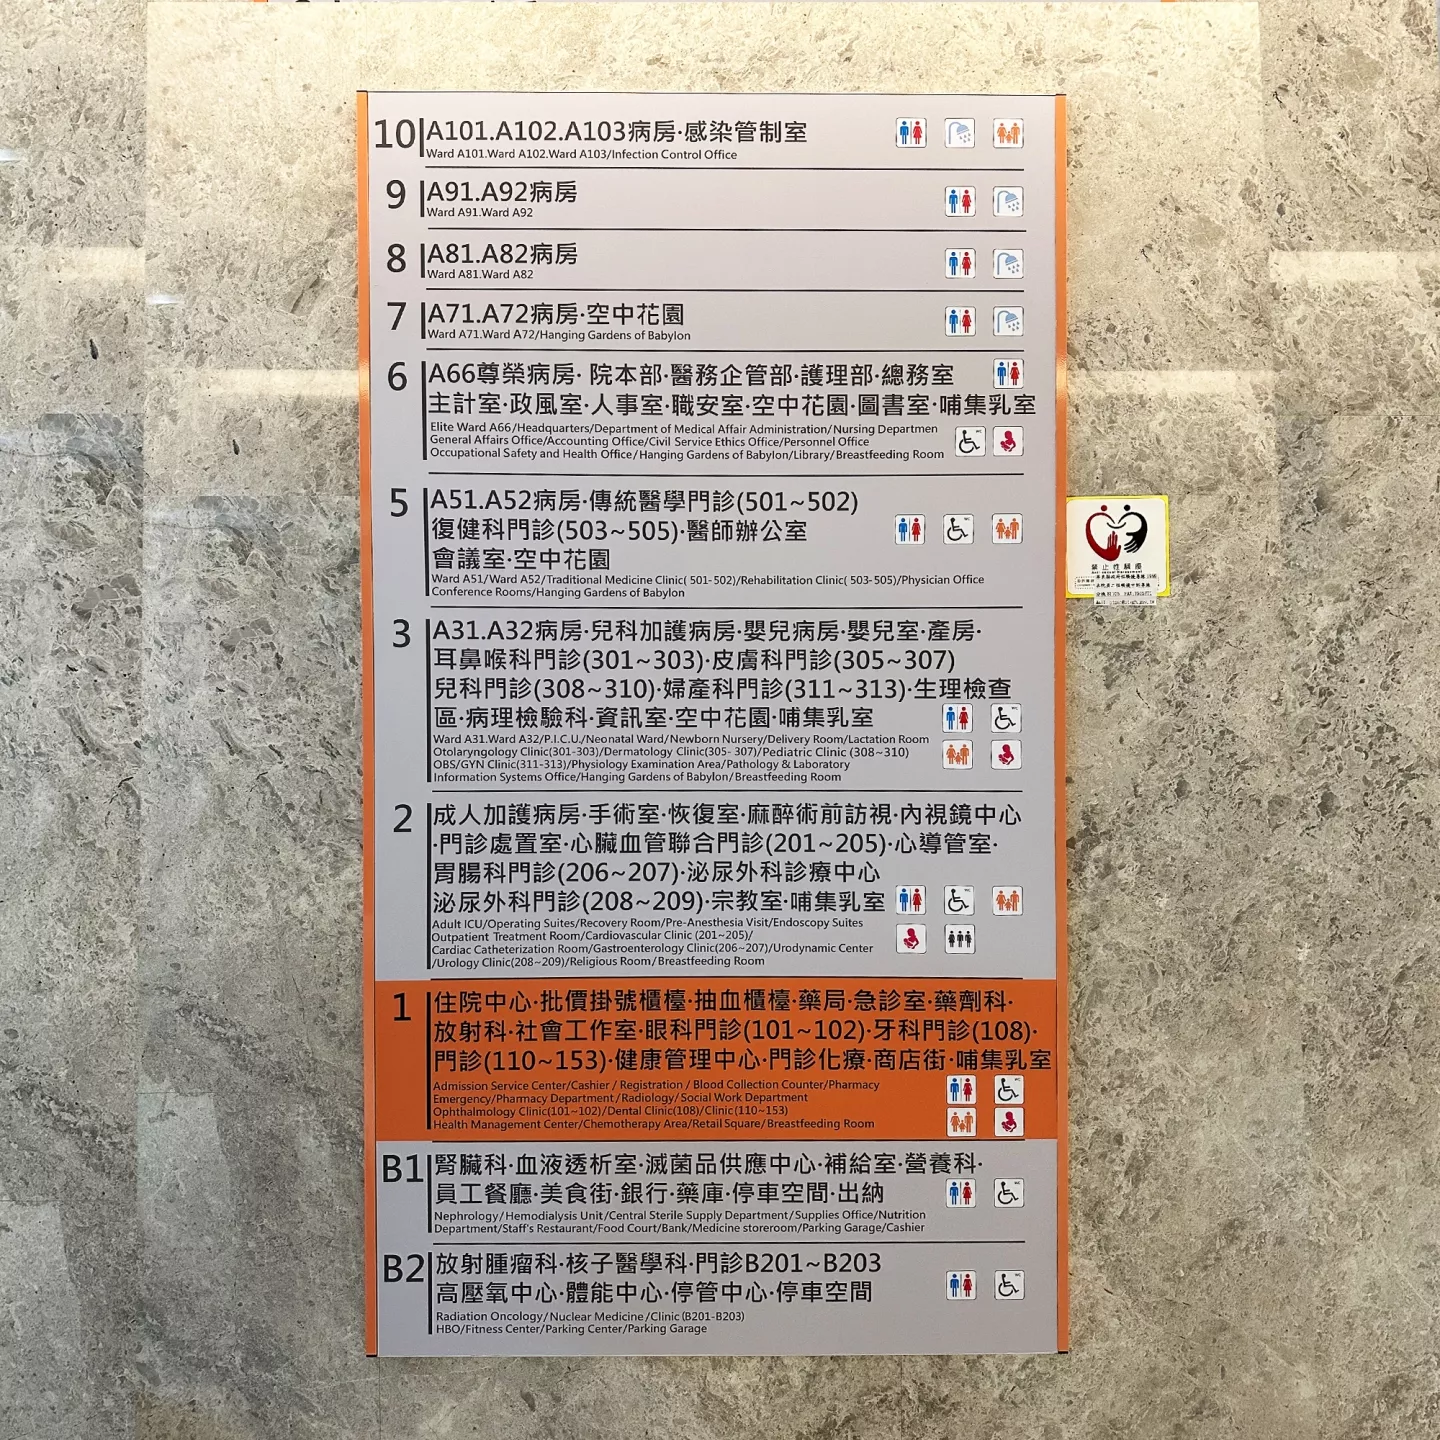 10
A101.A102.A103病房·感染管制室
Ward A101.Ward A102.Ward A103/Infection Control Office
9
A91.A92病房
Ward A91.Ward A92
8
A81.A82病房
Ward A81.Ward A82
7
A71.A72病房·空中花園
Ward A71.Ward A72/Hanging Gardens of Babylon
6
A66尊榮病房· 院本部·醫務企管部·護理部·總務室
主計室·政風室·人事室·職安室·空中花園·圖書室·哺集乳室
Elite Ward A66/Headquarters/Department of Medical Affair Administration/Nursing Departmen
General Affairs Office/Accounting Office/Civil Service Ethics Office/Personnel Office
Occupational Safety and Health Office/Hanging Gardens of Babylon/Library/Breastfeeding Room
5
A51.A52病房·傳統醫學門診(501~502)
復健科門診(503~505)·醫師辦公室
會議室·空中花園
Ward A51/Ward A52/Traditional Medicine Clinic( 501-502)/Rehabilitation Clinic( 503-505)/Physician Office
Conference Rooms/Hanging Gardens of Babylon
3
A31.A32病房·兒科加護病房·嬰兒病房·嬰兒室·產房·
耳鼻喉科門診(301~303)·皮膚科門診(305~307)
兒科門診(308~310)·婦產科門診(311~313)·生理檢查
區·病理檢驗科·資訊室·空中花園·哺集乳室
Ward A31.Ward A32/P.I.C.U./Neonatal Ward/Newborn Nursery/Delivery Room/Lactation Room
Otolaryngology Clinic(301-303)/Dermatology Clinic(305- 307)/Pediatric Clinic (308~310)
OBS/GYN Clinic(311-313)/Physiology Examination Area/Pathology & Laboratory
Information Systems Office/Hanging Gardens of Babylon/Breastfeeding Room
2
成人加護病房·手術室·恢復室·麻醉術前訪視·內視鏡中心
·門診處置室·心臟血管聯合門診(201~205)·心導管室·
胃腸科門診(206~207)·泌尿外科診療中心
泌尿外科門診(208~209)·宗教室·哺集乳室
Adult ICU/Operating Suites/Recovery Room/Pre-Anesthesia Visit/Endoscopy Suites
Outpatient Treatment Room/Cardiovascular Clinic (201~205)/
Cardiac Catheterization Room/Gastroenterology Clinic(206~207)/Urodynamic Center
/Urology Clinic(208~209)/Religious Room/Breastfeeding Room
1
住院中心·批價掛號櫃檯·抽血櫃檯·藥局·急診室·藥劑科·
放射科·社會工作室·眼科門診(101~102)·牙科門診(108)·
門診(110~153)·健康管理中心·門診化療·商店街·哺集乳室
Admission Service Center/Cashier / Registration / Blood Collection Counter/Pharmacy
Emergency/Pharmacy Department/Radiology/Social Work Department
Ophthalmology Clinic(101~102)/Dental Clinic(108)/Clinic(110~153)
Health Management Center/Chemotherapy Area/Retail Square/Breastfeeding Room
B1
腎臟科·血液透析室·滅菌品供應中心·補給室·營養科·
員工餐廳·美食街·銀行·藥庫·停車空間·出納
Nephrology/Hemodialysis Unit/Central Sterile Supply Department/Supplies Office/Nutrition
Department/Staff's Restaurant/Food Court/Bank/Medicine storeroom/Parking Garage/Cashier
B2
放射腫瘤科·核子醫學科·門診B201~B203
高壓氧中心·體能中心·停管中心·停車空間
Radiation Oncology/Nuclear Medicine/Clinic(B201-B203)
HBO/Fitness Center/Parking Center/Parking Garage
禁止性騷擾